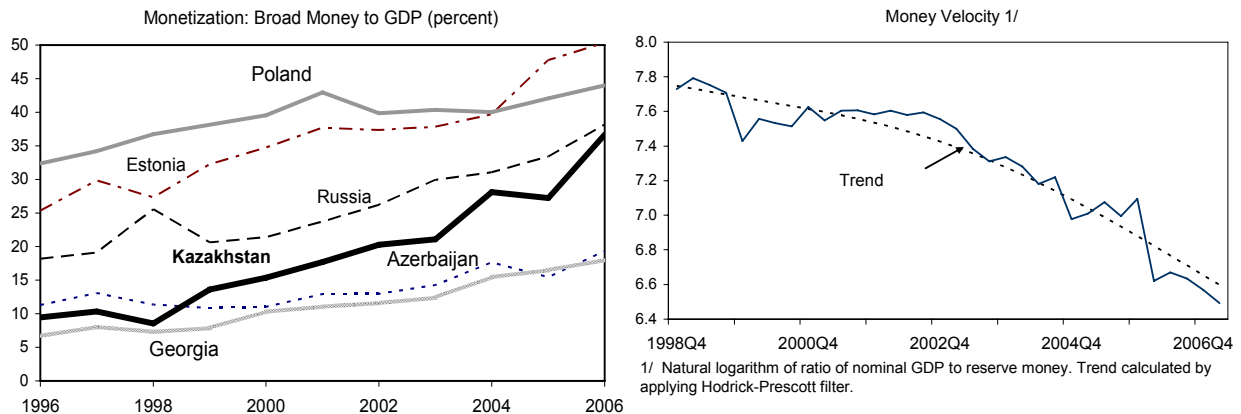 Monetization: Broad Money to GDP (percent)
50
45
40
35
30
25
20
15
10
5
0
Poland
Estonia
Russia
Kazakhstan
Azerbaijan
Georgia
1996 1998 2000 2002 2004 2006
Money Velocity 1/
8.0
7.8
7.6
7.4
7.2
7.0
6.8
6.6
6.4
Trend
1998Q4 2000Q4 2002Q4 2004Q4 2006Q4
1/ Natural logarithm of ratio of nominal GDP to reserve money. Trend calculated by
applying Hodrick-Prescott filter.